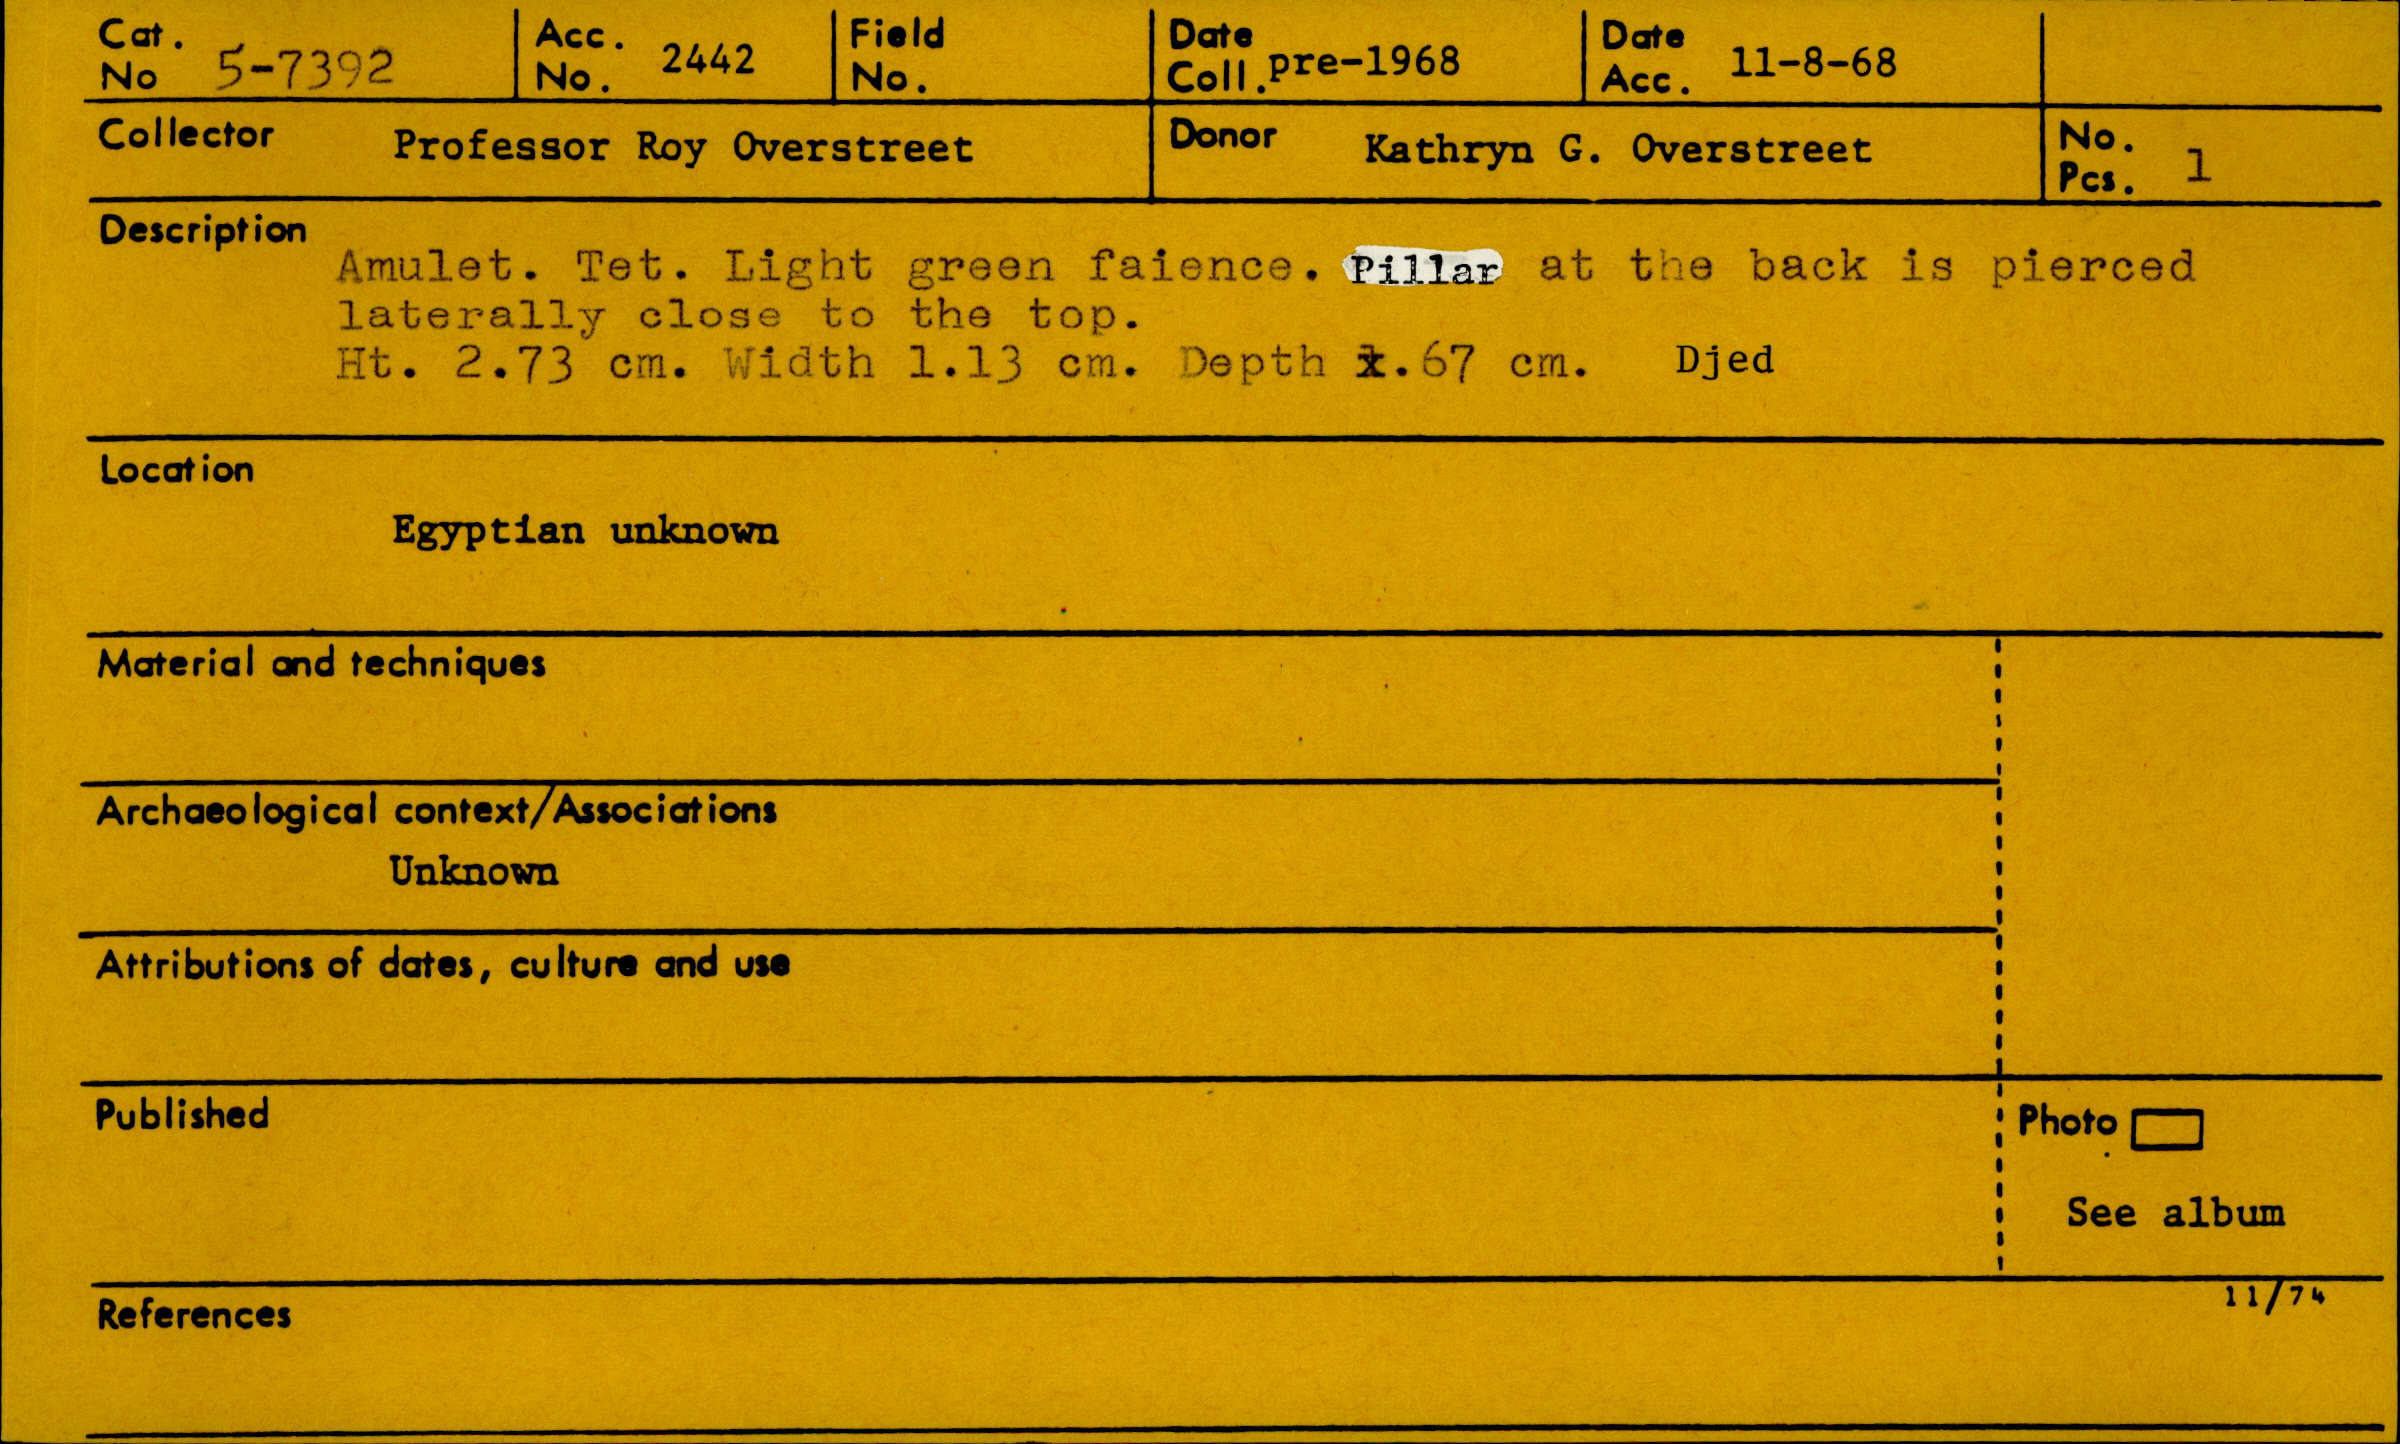 Cat. No 5-7392 Acc. No. 2442 Field No. Date Coll. pre-1968 Date Acc. 11-8-68
Collector Professor Roy Overstreet Donor Kathryn G. Overstreet No. Pcs. 1
Description
Amulet. Tet. Light green faience. Pillar at the back is pierced
laterally close to the top.
Ht. 2.73 cm. Width 1.13 cm. Depth .67 cm. Djed
Location
Egyptian unknown
Material and techniques
Archaeological context/Associations
Unknown
Attributions of dates, culture and use
Published
Photo
See album
11/74
References